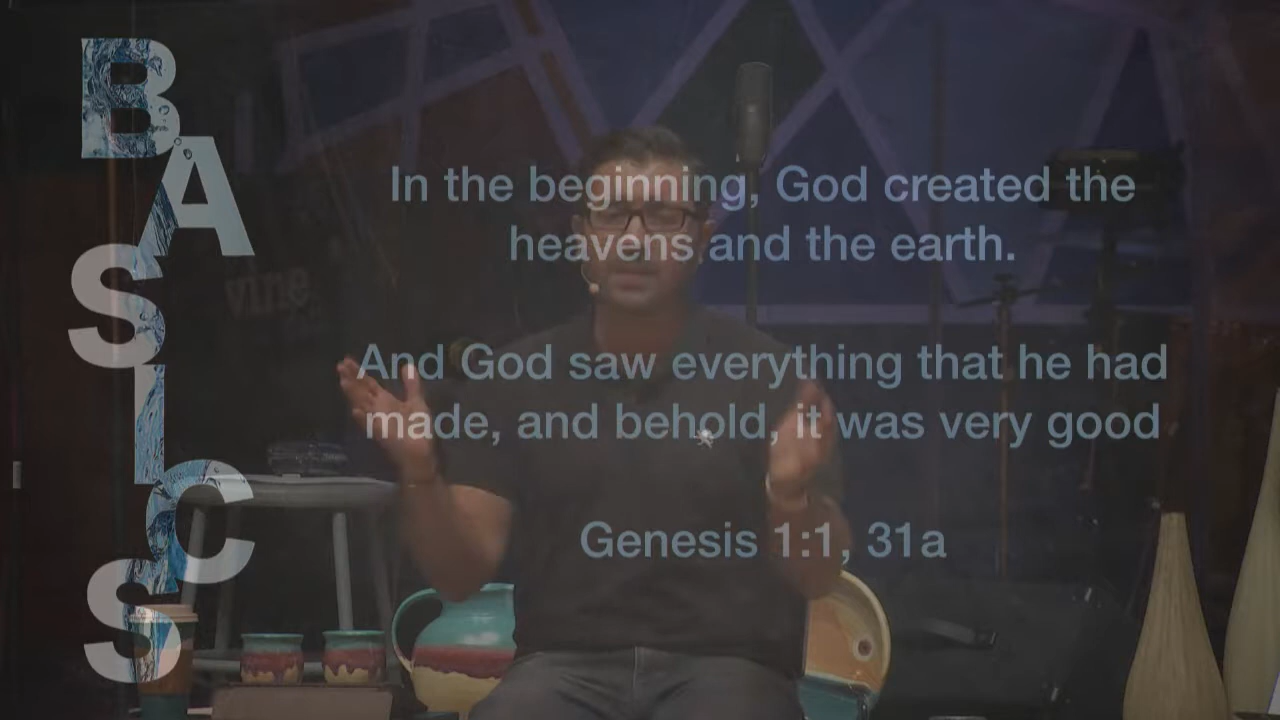 BASICS
In the beginning, God created the
heavens and the earth.
vine
And God saw everything that he had
made, and behold, it was very good
Genesis 1:1, 31a